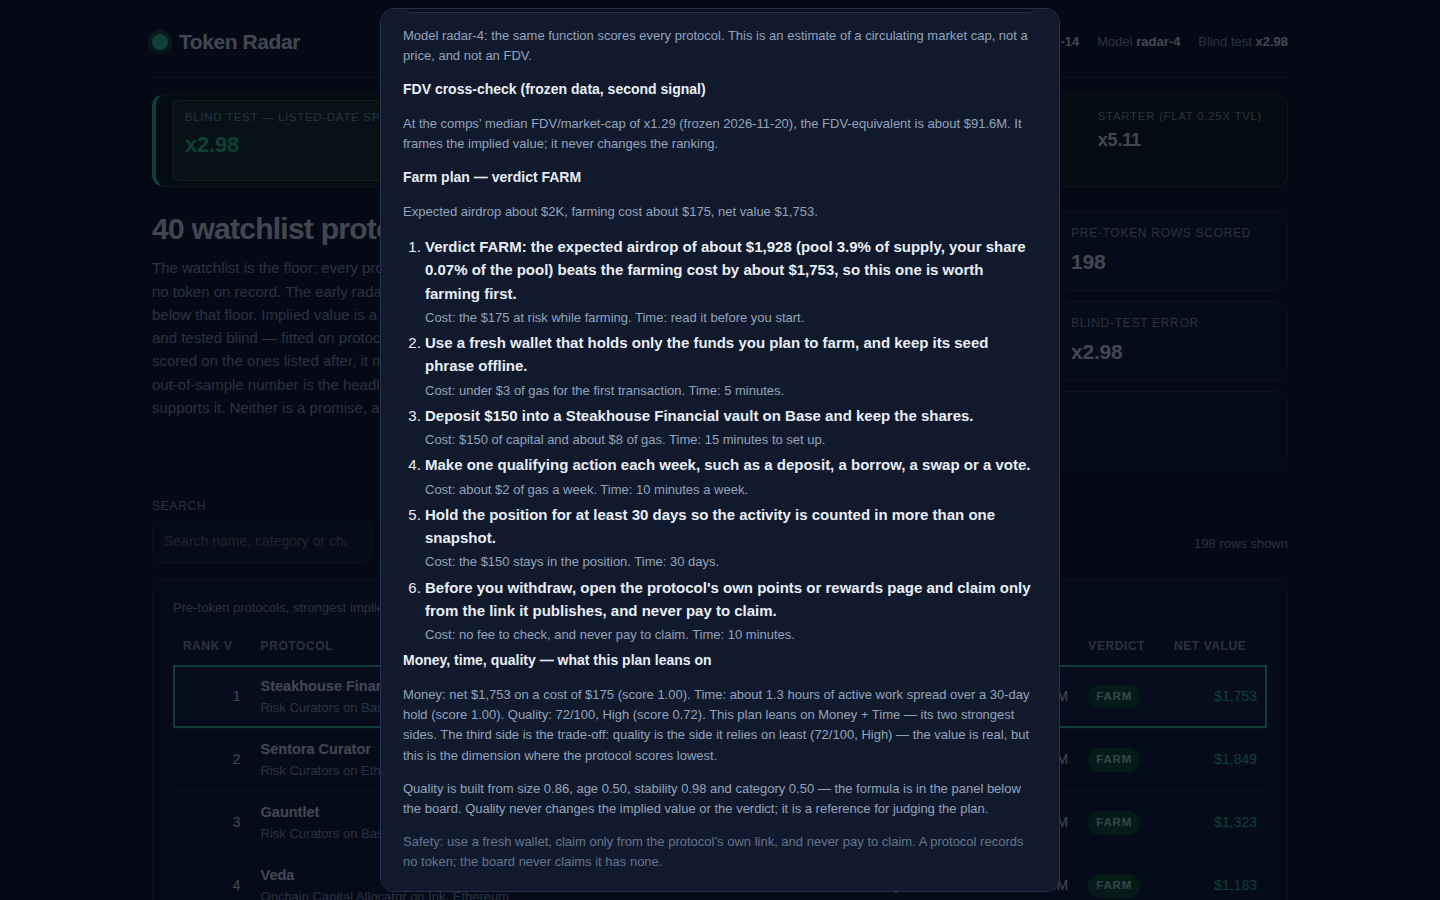 Token Radar
-14 Model radar-4 Blind test x2.98
BLIND TEST — LISTED-DATE SP
x2.98
STARTER (FLAT 0.25X TVL)
x5.11
40 watchlist prot
The watchlist is the floor: every pro
no token on record. The early rada
below that floor. Implied value is a
and tested blind — fitted on protoc
scored on the ones listed after, it m
out-of-sample number is the headl
supports it. Neither is a promise, a
PRE-TOKEN ROWS SCORED
198
BLIND-TEST ERROR
x2.98
SEARCH
Search name, category or cha
198 rows shown
Pre-token protocols, strongest implie
RANK V PROTOCOL VERDICT NET VALUE
1 Steakhouse Finan M FARM $1,753
Risk Curators on Bas
2 Sentora Curator M FARM $1,849
Risk Curators on Eth
3 Gauntlet M FARM $1,323
Risk Curators on Bas
4 Veda M FARM $1,183
Onchain Capital Allocator on Ink, Ethereum
Model radar-4: the same function scores every protocol. This is an estimate of a circulating market cap, not a
price, and not an FDV.
FDV cross-check (frozen data, second signal)
At the comps’ median FDV/market-cap of x1.29 (frozen 2026-11-20), the FDV-equivalent is about $91.6M. It
frames the implied value; it never changes the ranking.
Farm plan — verdict FARM
Expected airdrop about $2K, farming cost about $175, net value $1,753.
1. Verdict FARM: the expected airdrop of about $1,928 (pool 3.9% of supply, your share
0.07% of the pool) beats the farming cost by about $1,753, so this one is worth
farming first.
Cost: the $175 at risk while farming. Time: read it before you start.
2. Use a fresh wallet that holds only the funds you plan to farm, and keep its seed
phrase offline.
Cost: under $3 of gas for the first transaction. Time: 5 minutes.
3. Deposit $150 into a Steakhouse Financial vault on Base and keep the shares.
Cost: $150 of capital and about $8 of gas. Time: 15 minutes to set up.
4. Make one qualifying action each week, such as a deposit, a borrow, a swap or a vote.
Cost: about $2 of gas a week. Time: 10 minutes a week.
5. Hold the position for at least 30 days so the activity is counted in more than one
snapshot.
Cost: the $150 stays in the position. Time: 30 days.
6. Before you withdraw, open the protocol's own points or rewards page and claim only
from the link it publishes, and never pay to claim.
Cost: no fee to check, and never pay to claim. Time: 10 minutes.
Money, time, quality — what this plan leans on
Money: net $1,753 on a cost of $175 (score 1.00). Time: about 1.3 hours of active work spread over a 30-day
hold (score 1.00). Quality: 72/100, High (score 0.72). This plan leans on Money + Time — its two strongest
sides. The third side is the trade-off: quality is the side it relies on least (72/100, High) — the value is real, but
this is the dimension where the protocol scores lowest.
Quality is built from size 0.86, age 0.50, stability 0.98 and category 0.50 — the formula is in the panel below
the board. Quality never changes the implied value or the verdict; it is a reference for judging the plan.
Safety: use a fresh wallet, claim only from the protocol’s own link, and never pay to claim. A protocol records
no token; the board never claims it has none.